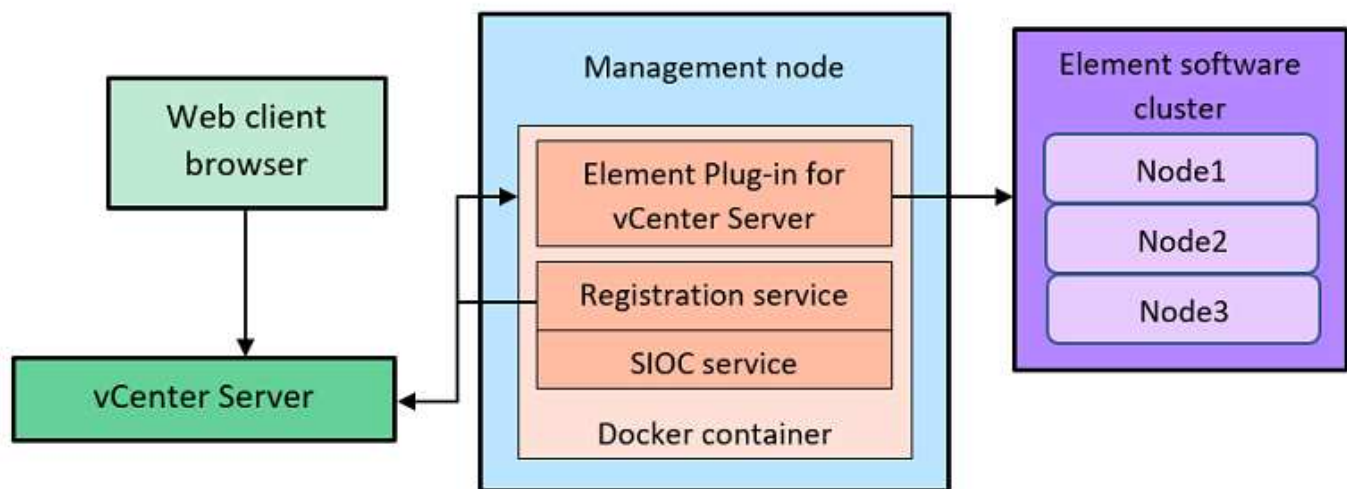 Web client
browser
vCenter Server
Management node
Element Plug-in for
vCenter Server
Registration service
SIOC service
Docker container
Element software
cluster
Node1
Node2
Node3